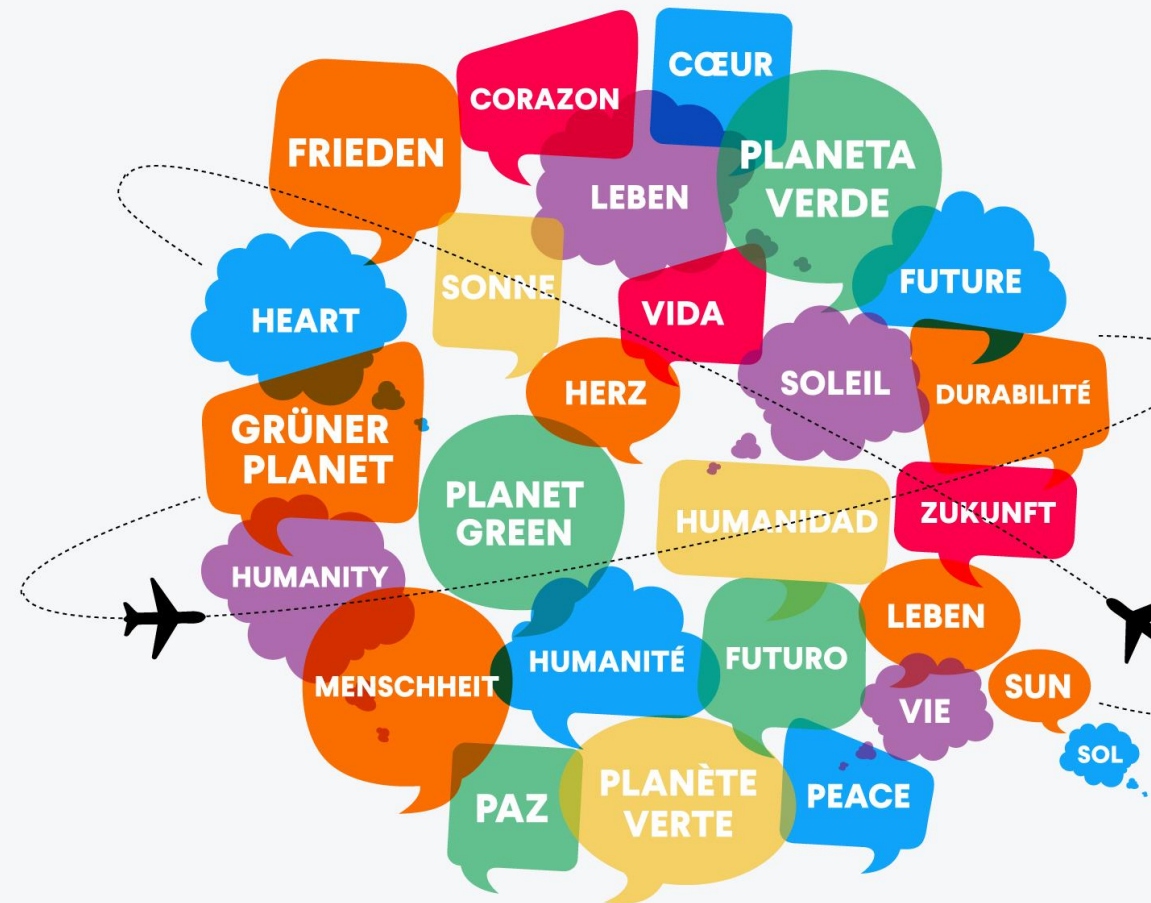 CŒUR
CORAZON
FRIEDEN
PLANETA
VERDE
LEBEN
FUTURE
SONNE
HEART
VIDA
SOLEIL
HERZ
DURABILITÉ
GRÜNER
PLANET
PLANET
GREEN
HUMANIDAD
ZUKUNFT
HUMANITY
LEBEN
HUMANITÉ
FUTURO
MENSCHHEIT
SUN
VIE
SOL
PLANÈTE
VERTE
PAZ
PEACE